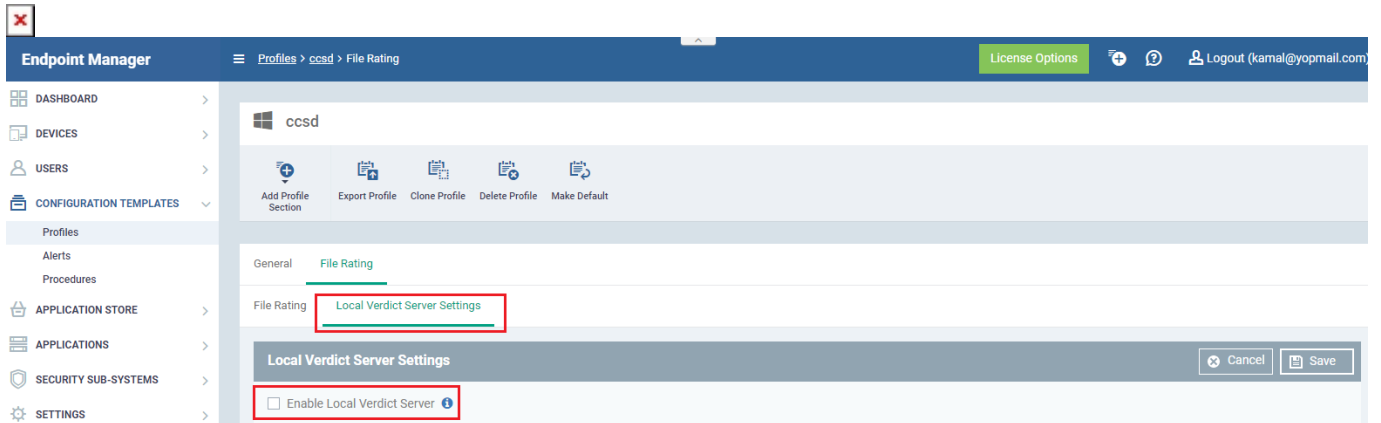 Endpoint Manager
Profiles > ccsd > File Rating
License Options
Logout (kamal@yopmail.com)
DASHBOARD
DEVICES
USERS
CONFIGURATION TEMPLATES
Profiles
Alerts
Procedures
APPLICATION STORE
APPLICATIONS
SECURITY SUB-SYSTEMS
SETTINGS
ccsd
Add Profile
Section
Export Profile
Clone Profile
Delete Profile
Make Default
General
File Rating
File Rating
Local Verdict Server Settings
Local Verdict Server Settings
Cancel
Save
Enable Local Verdict Server